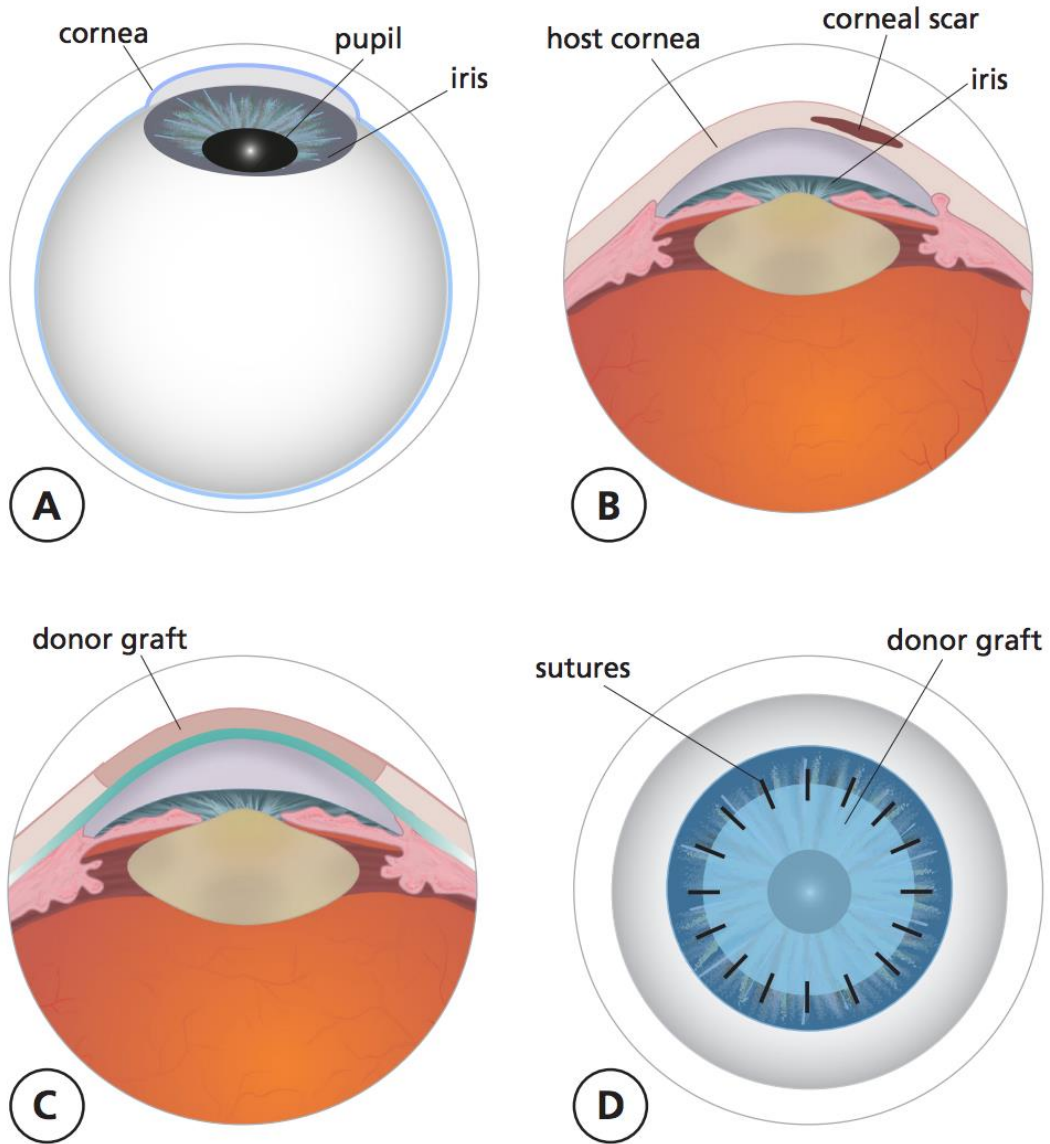 cornea
pupil
iris
A
host cornea
corneal scar
iris
B
donor graft
C
sutures
donor graft
D